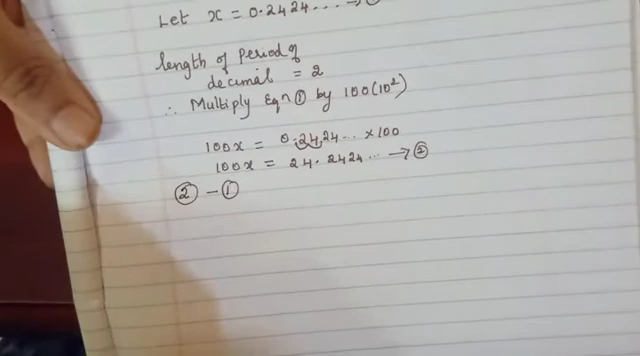 Let x = 0.2424.... →
length of Period of
decimal = 2
∴ Multiply Eqn ① by 100 (10²)
100x = 0.2424... × 100
100x = 24.2424... → ②
② - ①